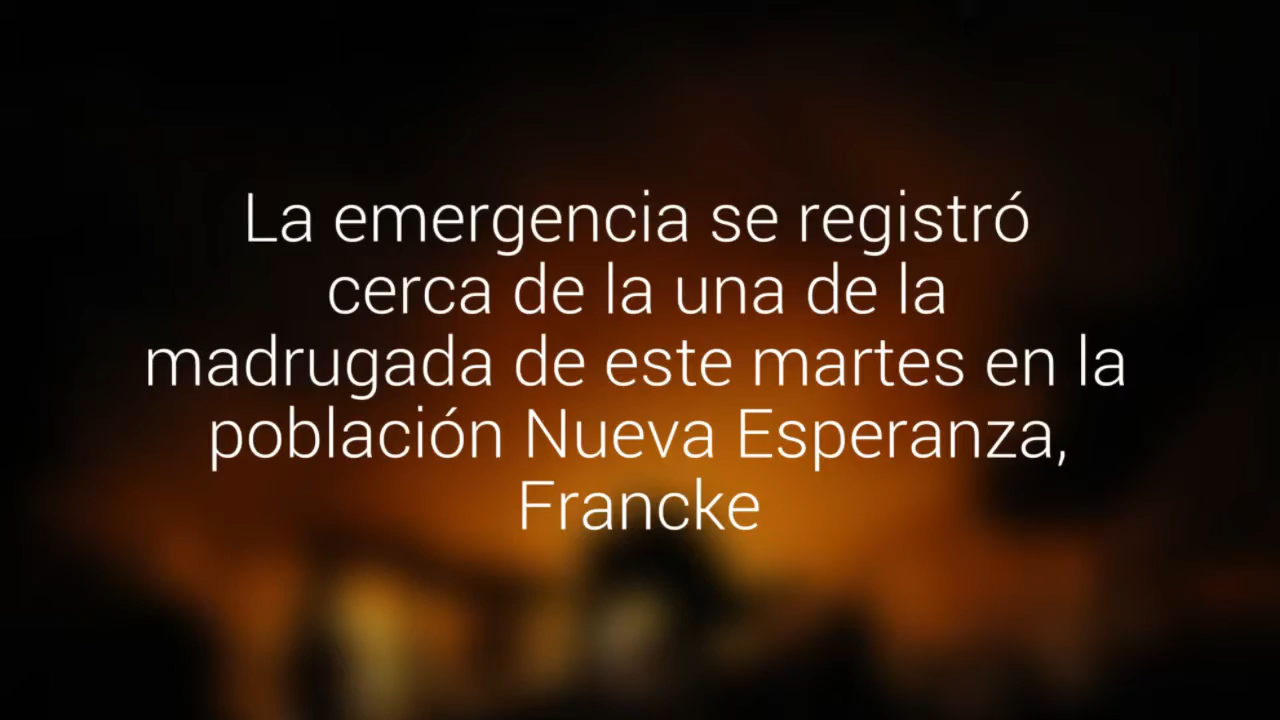 La emergencia se registró
cerca de la una de la
madrugada de este martes en la
población Nueva Esperanza,
Francke